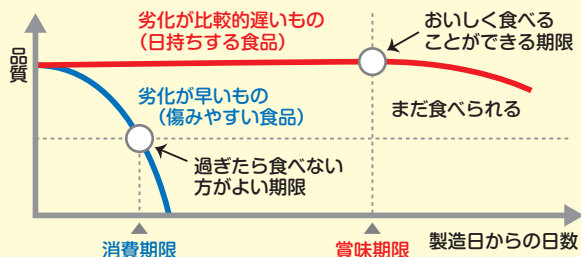 劣化が比較的遅いもの
(日持ちする食品)
おいしく食べる
ことができる期限
品質
劣化が早いもの
(傷みやすい食品)
まだ食べられる
過ぎたら食べない
方がよい期限
消費期限
賞味期限
製造日からの日数